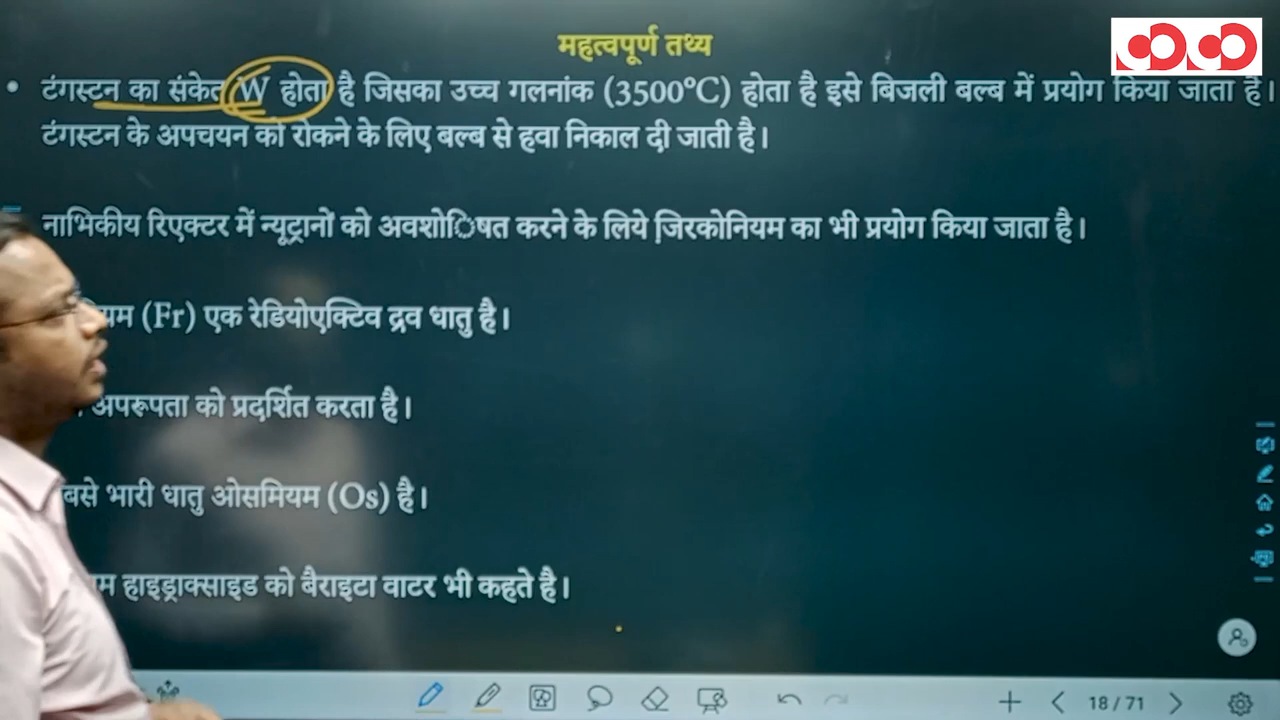 महत्वपूर्ण तथ्य
• टंगस्टन का संकेत W होता है जिसका उच्च गलनांक (3500°C) होता है इसे बिजली बल्ब में प्रयोग किया जाता है।
टंगस्टन के अपचयन को रोकने के लिए बल्ब से हवा निकाल दी जाती है।
नाभिकीय रिएक्टर में न्यूट्रानों को अवशोिषत करने के लिये जिरकोनियम का भी प्रयोग किया जाता है।
(Fr) एक रेडियोएक्टिव द्रव धातु है।
अपरूपता को प्रदर्शित करता है।
भारी धातु ओसमियम (Os) है।
हाइड्राक्साइड को बैराइटा वाटर भी कहते है।
18 / 71